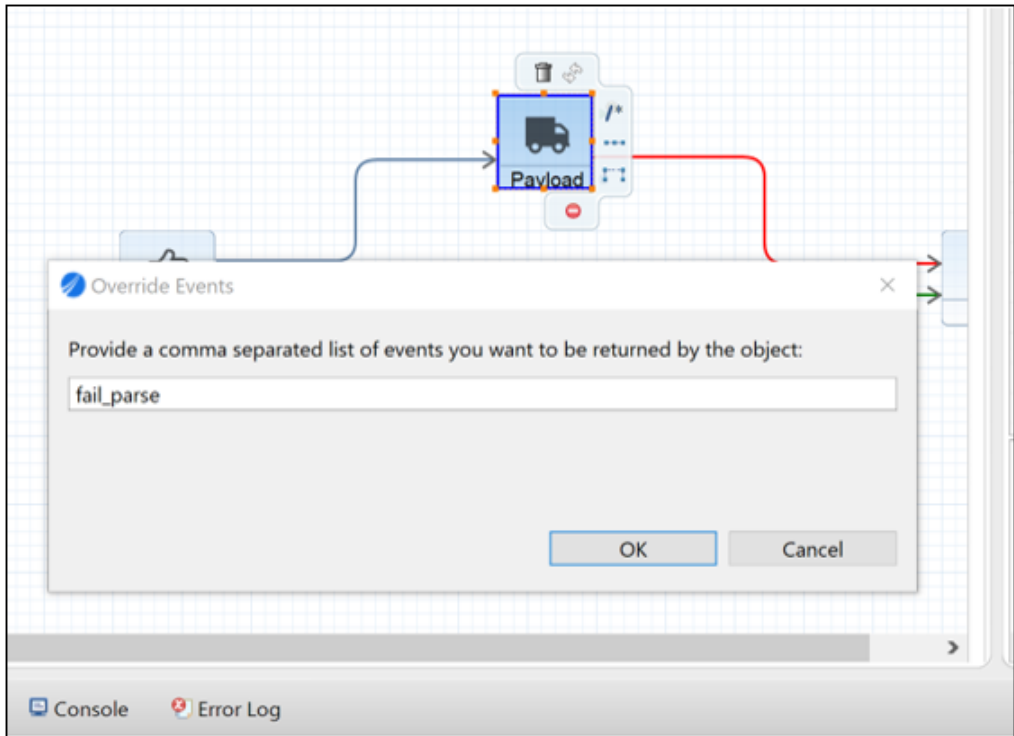 /*
Payload
Override Events
Provide a comma separated list of events you want to be returned by the object:
fail_parse
OK Cancel
Console Error Log